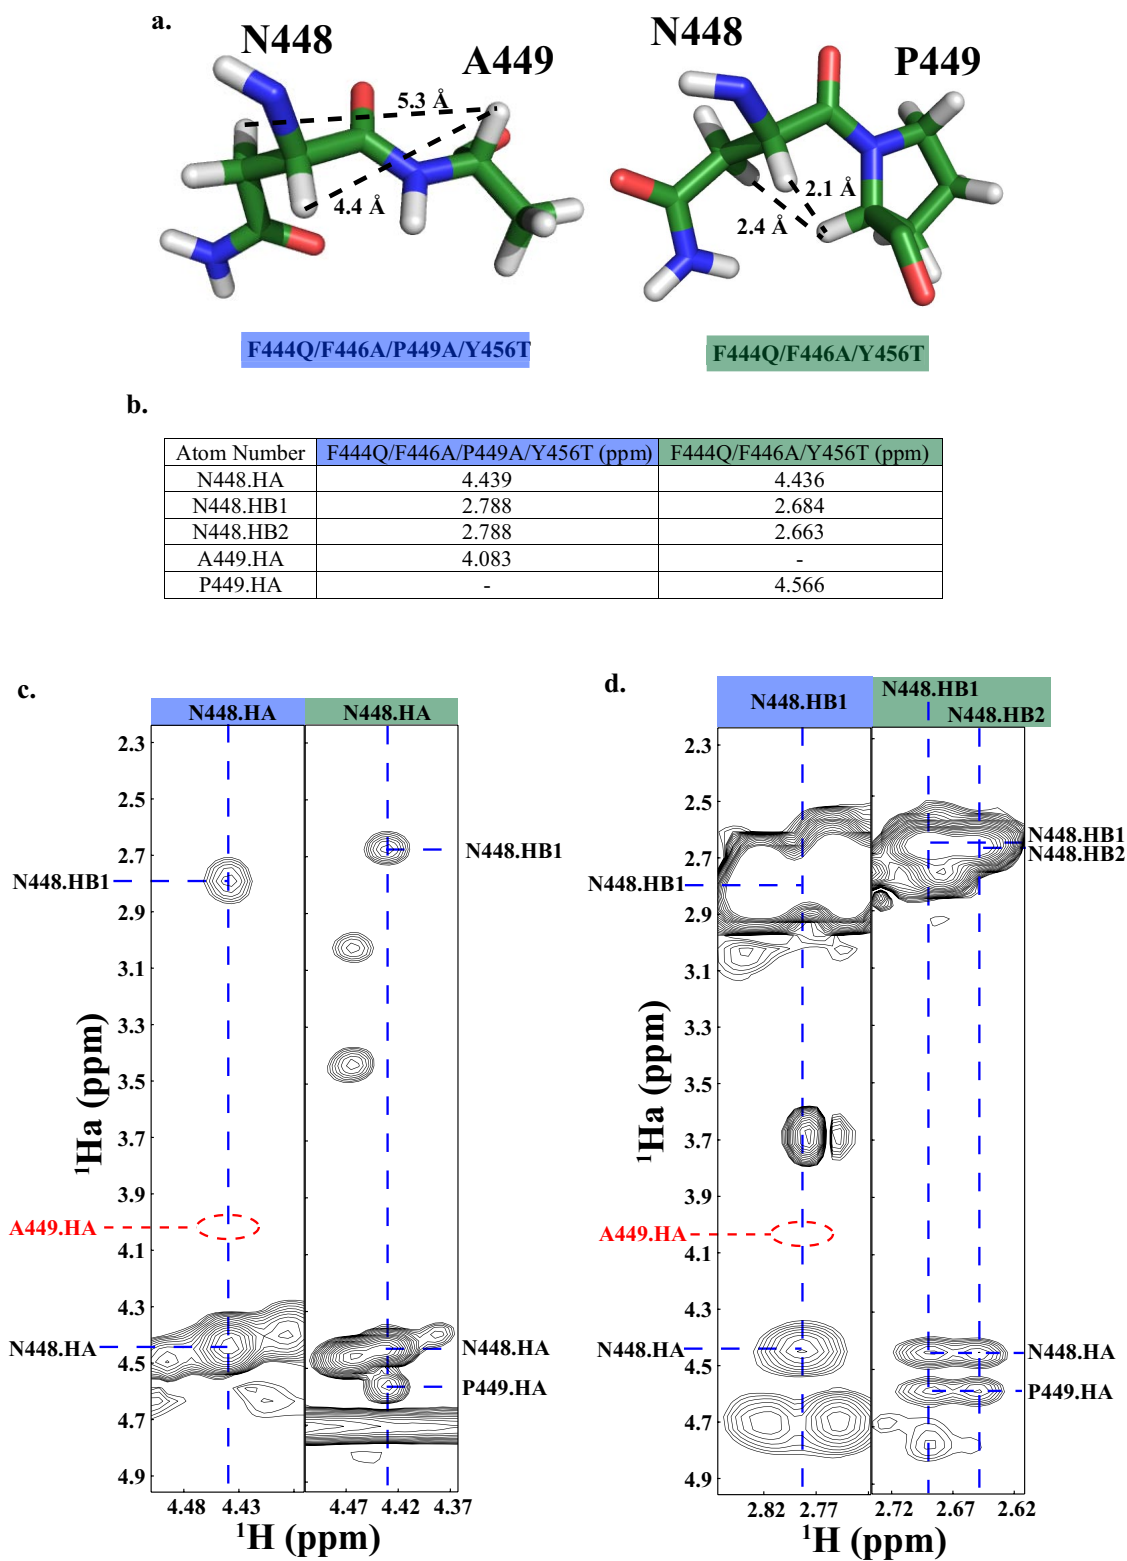 a.
N448
A449
5.3 Å
4.4 Å
N448
P449
2.1 Å
2.4 Å
F444Q/F446A/P449A/Y456T
F444Q/F446A/Y456T
b.
Atom Number F444Q/F446A/P449A/Y456T (ppm) F444Q/F446A/Y456T (ppm)
N448.HA 4.439 4.436
N448.HB1 2.788 2.684
N448.HB2 2.788 2.663
A449.HA 4.083 -
P449.HA - 4.566
c.
N448.HA N448.HA
2.3
2.5
2.7
2.9
3.1
3.3
3.5
3.7
3.9
4.1
4.3
4.5
4.7
4.9
N448.HB1
N448.HB1
A449.HA
N448.HA
N448.HA
P449.HA
¹Ha (ppm)
4.48 4.43 4.47 4.42 4.37
¹H (ppm)
d.
N448.HB1
N448.HB1
N448.HB2
2.3
2.5
2.7
2.9
3.1
3.3
3.5
3.7
3.9
4.1
4.3
4.5
4.7
4.9
N448.HB1
N448.HB1
N448.HB2
A449.HA
N448.HA
N448.HA
P449.HA
¹Ha (ppm)
2.82 2.77 2.72 2.67 2.62
¹H (ppm)